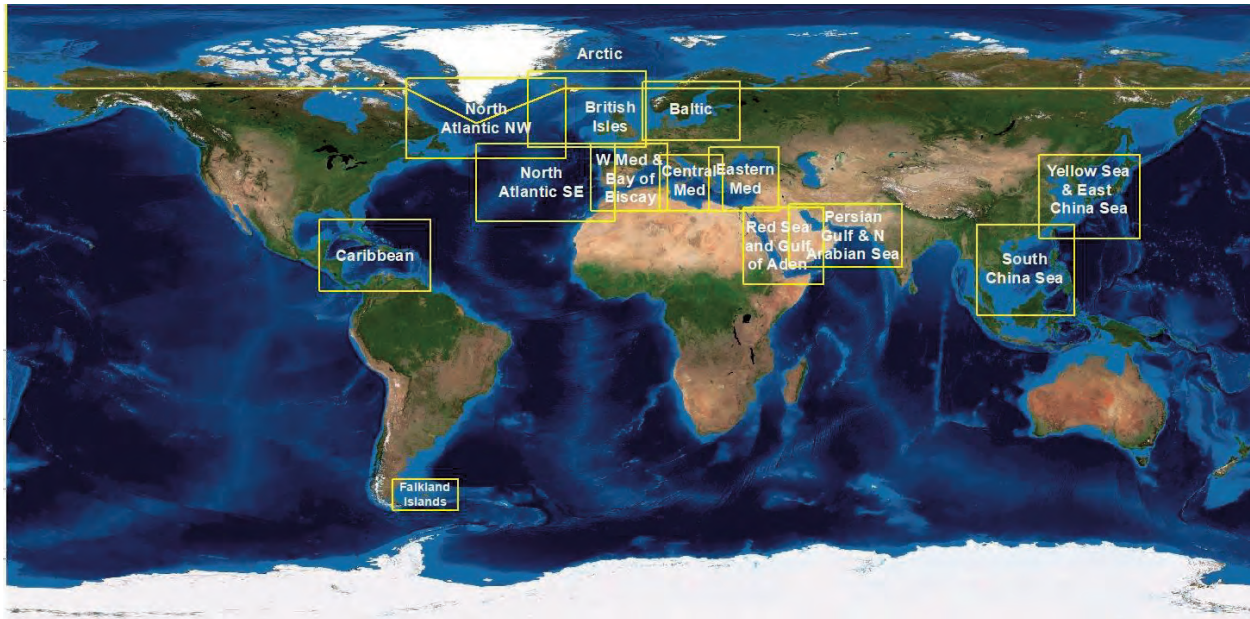 Arctic
North
Atlantic NW
British
Isles
Baltic
North
Atlantic SE
W Med &
Bay of
Biscay
Central
Med
Eastern
Med
Yellow Sea
& East
China Sea
Caribbean
Red Sea
and Gulf
of Aden
Persian
Gulf & N
Arabian Sea
South
China Sea
Falkland
Islands